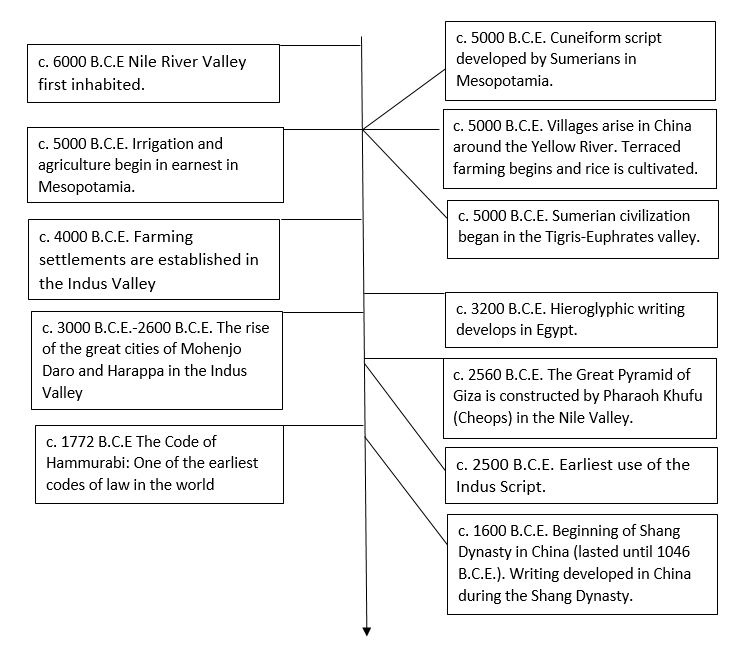 c. 6000 B.C.E Nile River Valley
first inhabited.
c. 5000 B.C.E. Irrigation and
agriculture begin in earnest in
Mesopotamia.
c. 4000 B.C.E. Farming
settlements are established in
the Indus Valley
c. 3000 B.C.E.-2600 B.C.E. The rise
of the great cities of Mohenjo
Daro and Harappa in the Indus
Valley
c. 1772 B.C.E The Code of
Hammurabi: One of the earliest
codes of law in the world
c. 5000 B.C.E. Cuneiform script
developed by Sumerians in
Mesopotamia.
c. 5000 B.C.E. Villages arise in China
around the Yellow River. Terraced
farming begins and rice is cultivated.
c. 5000 B.C.E. Sumerian civilization
began in the Tigris-Euphrates valley.
c. 3200 B.C.E. Hieroglyphic writing
develops in Egypt.
c. 2560 B.C.E. The Great Pyramid of
Giza is constructed by Pharaoh Khufu
(Cheops) in the Nile Valley.
c. 2500 B.C.E. Earliest use of the
Indus Script.
c. 1600 B.C.E. Beginning of Shang
Dynasty in China (lasted until 1046
B.C.E.). Writing developed in China
during the Shang Dynasty.